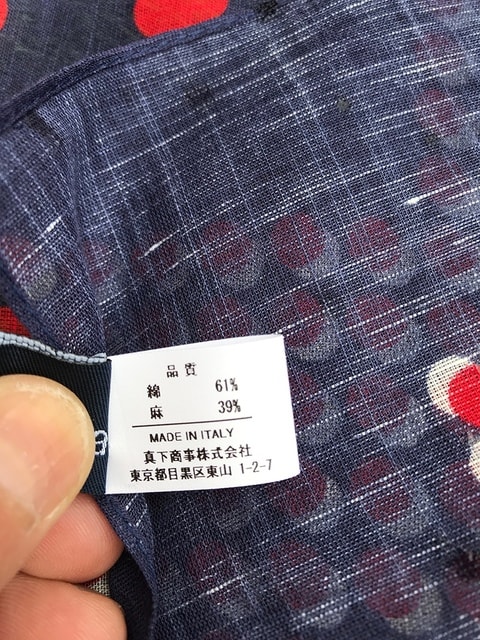 品質
綿 61%
麻 39%
MADE IN ITALY
真下商事株式会社
東京都目黒区東山 1-2-7